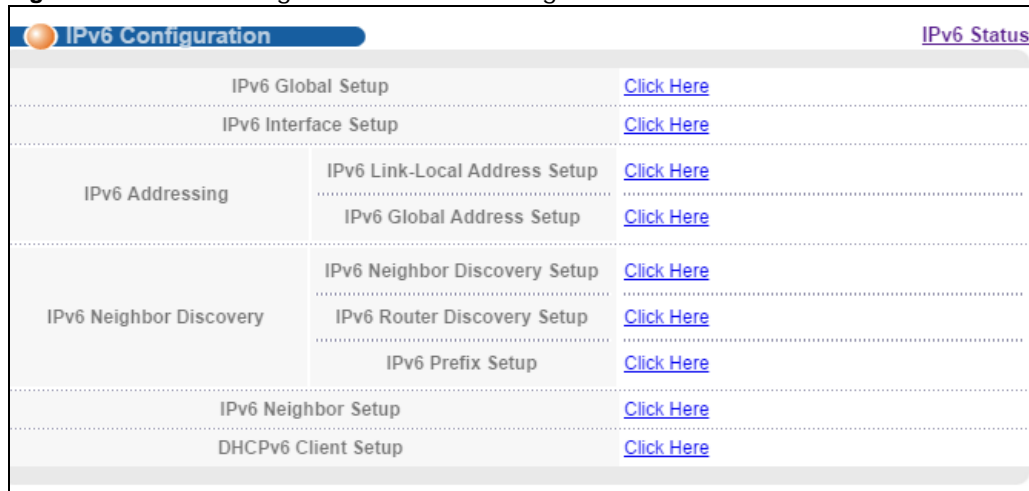 IPv6 Configuration IPv6 Status
IPv6 Global Setup Click Here
IPv6 Interface Setup Click Here
IPv6 Addressing
IPv6 Link-Local Address Setup Click Here
IPv6 Global Address Setup Click Here
IPv6 Neighbor Discovery
IPv6 Neighbor Discovery Setup Click Here
IPv6 Router Discovery Setup Click Here
IPv6 Prefix Setup Click Here
IPv6 Neighbor Setup Click Here
DHCPv6 Client Setup Click Here